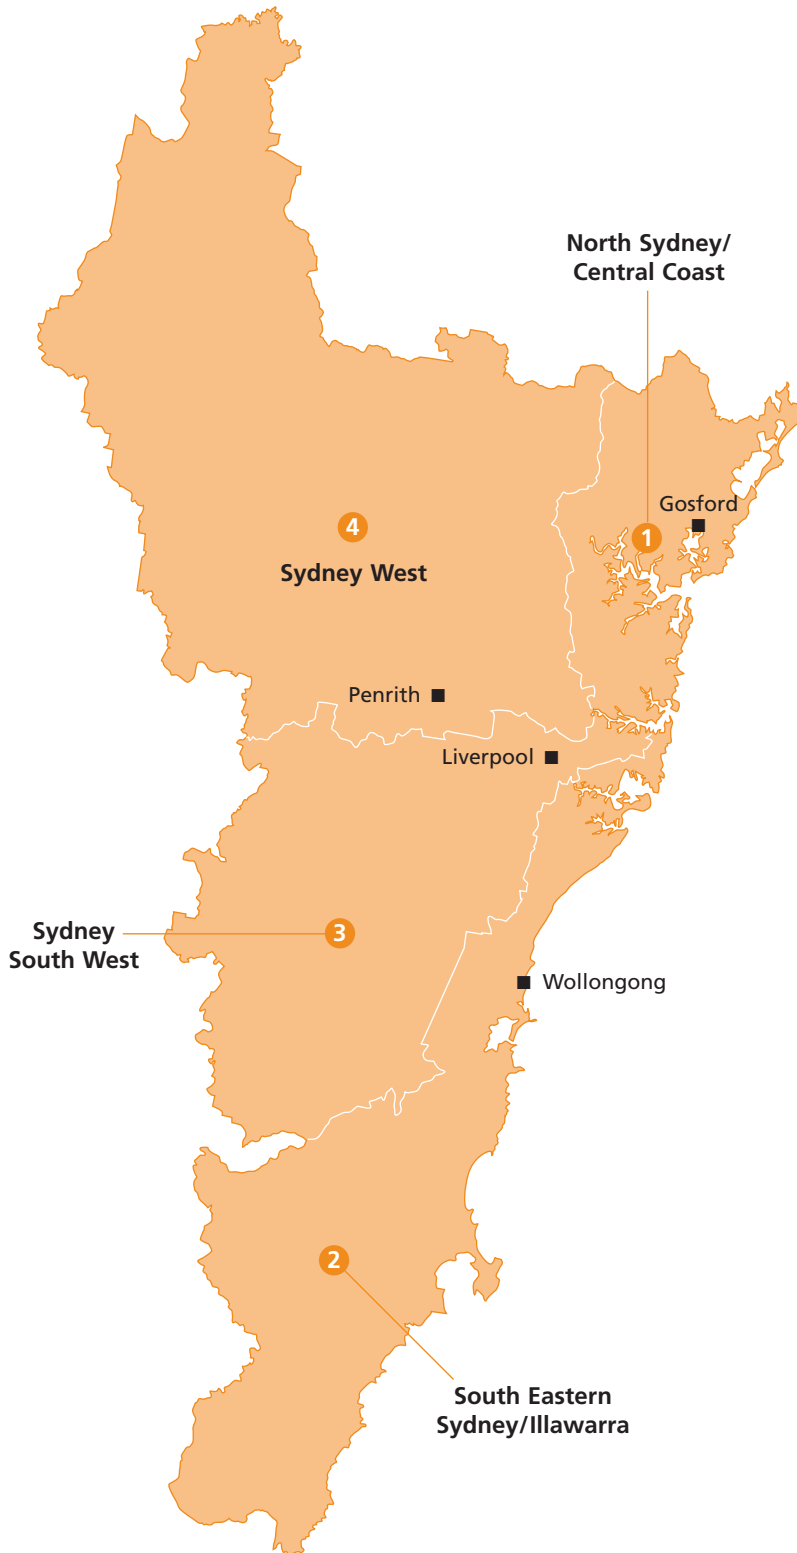 North Sydney/
Central Coast
Gosford
1
4
Sydney West
Penrith
Liverpool
Sydney
South West
3
Wollongong
2
South Eastern
Sydney/Illawarra